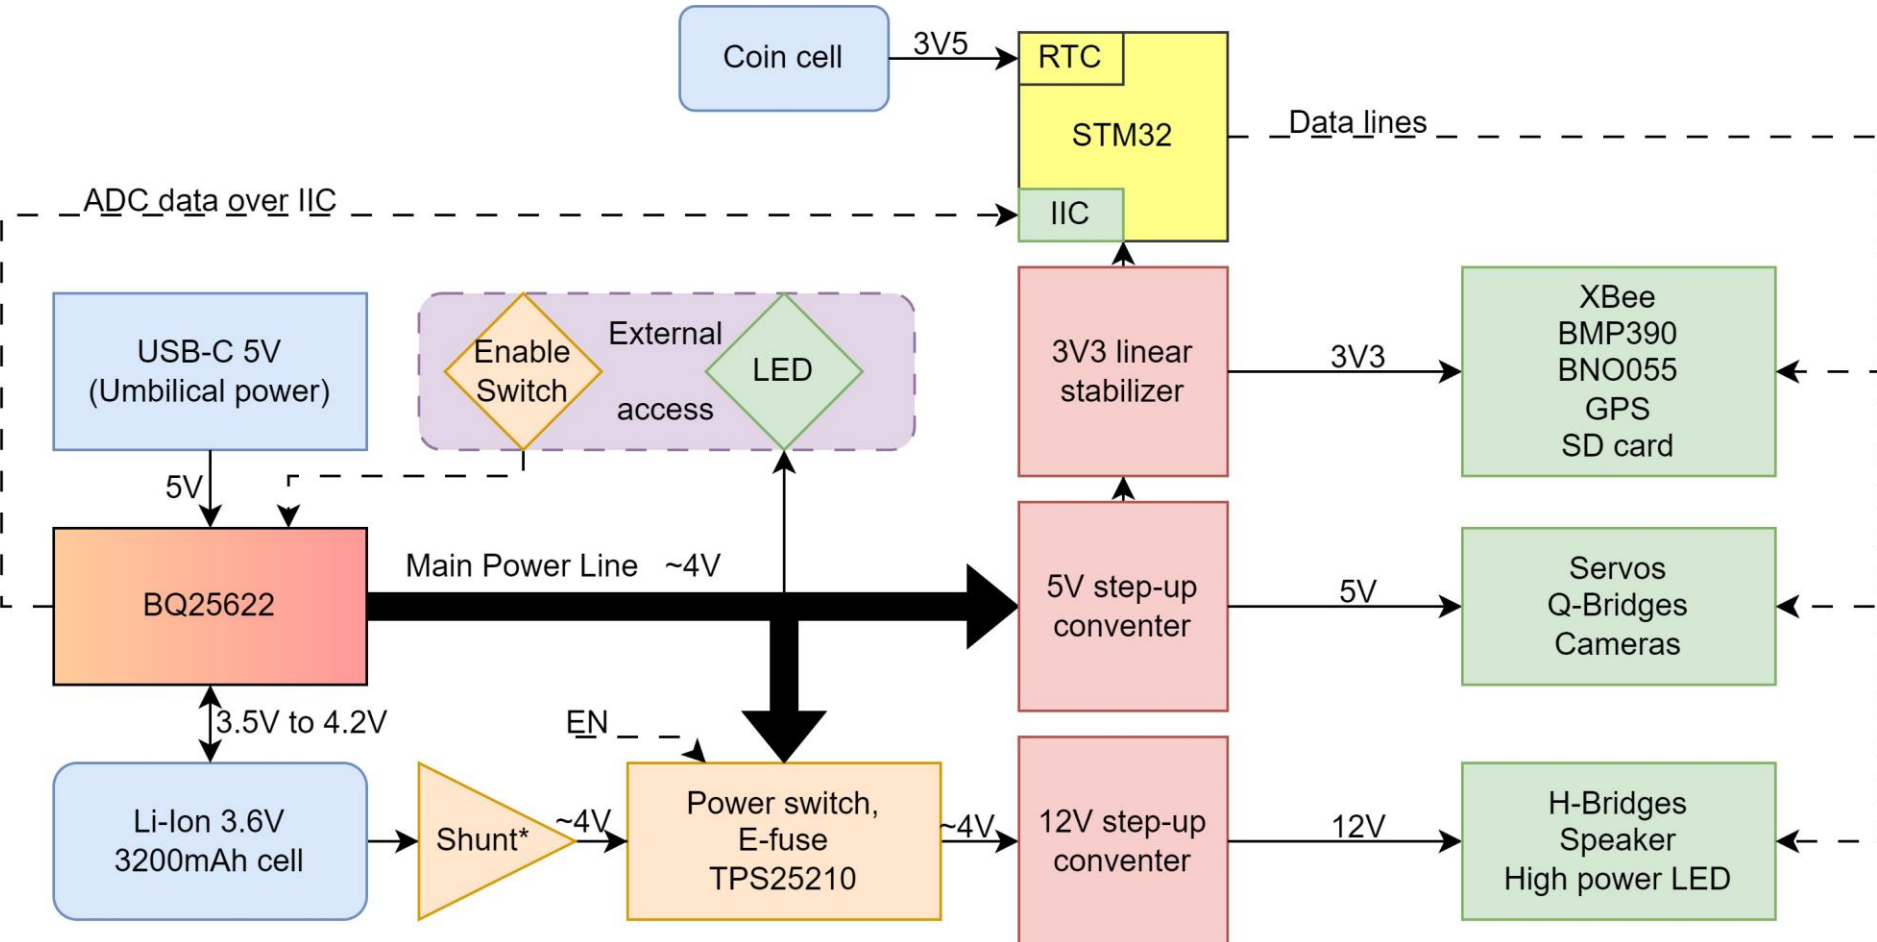 Coin cell
3V5
RTC
STM32
Data lines
ADC data over IIC
IIC
USB-C 5V
(Umbilical power)
Enable
Switch
External
access
LED
3V3 linear
stabilizer
3V3
XBee
BMP390
BNO055
GPS
SD card
5V
BQ25622
Main Power Line ~4V
5V step-up
conventer
5V
Servos
Q-Bridges
Cameras
3.5V to 4.2V
EN
Li-Ion 3.6V
3200mAh cell
Shunt*
~4V
Power switch,
E-fuse
TPS25210
~4V
12V step-up
conventer
12V
H-Bridges
Speaker
High power LED